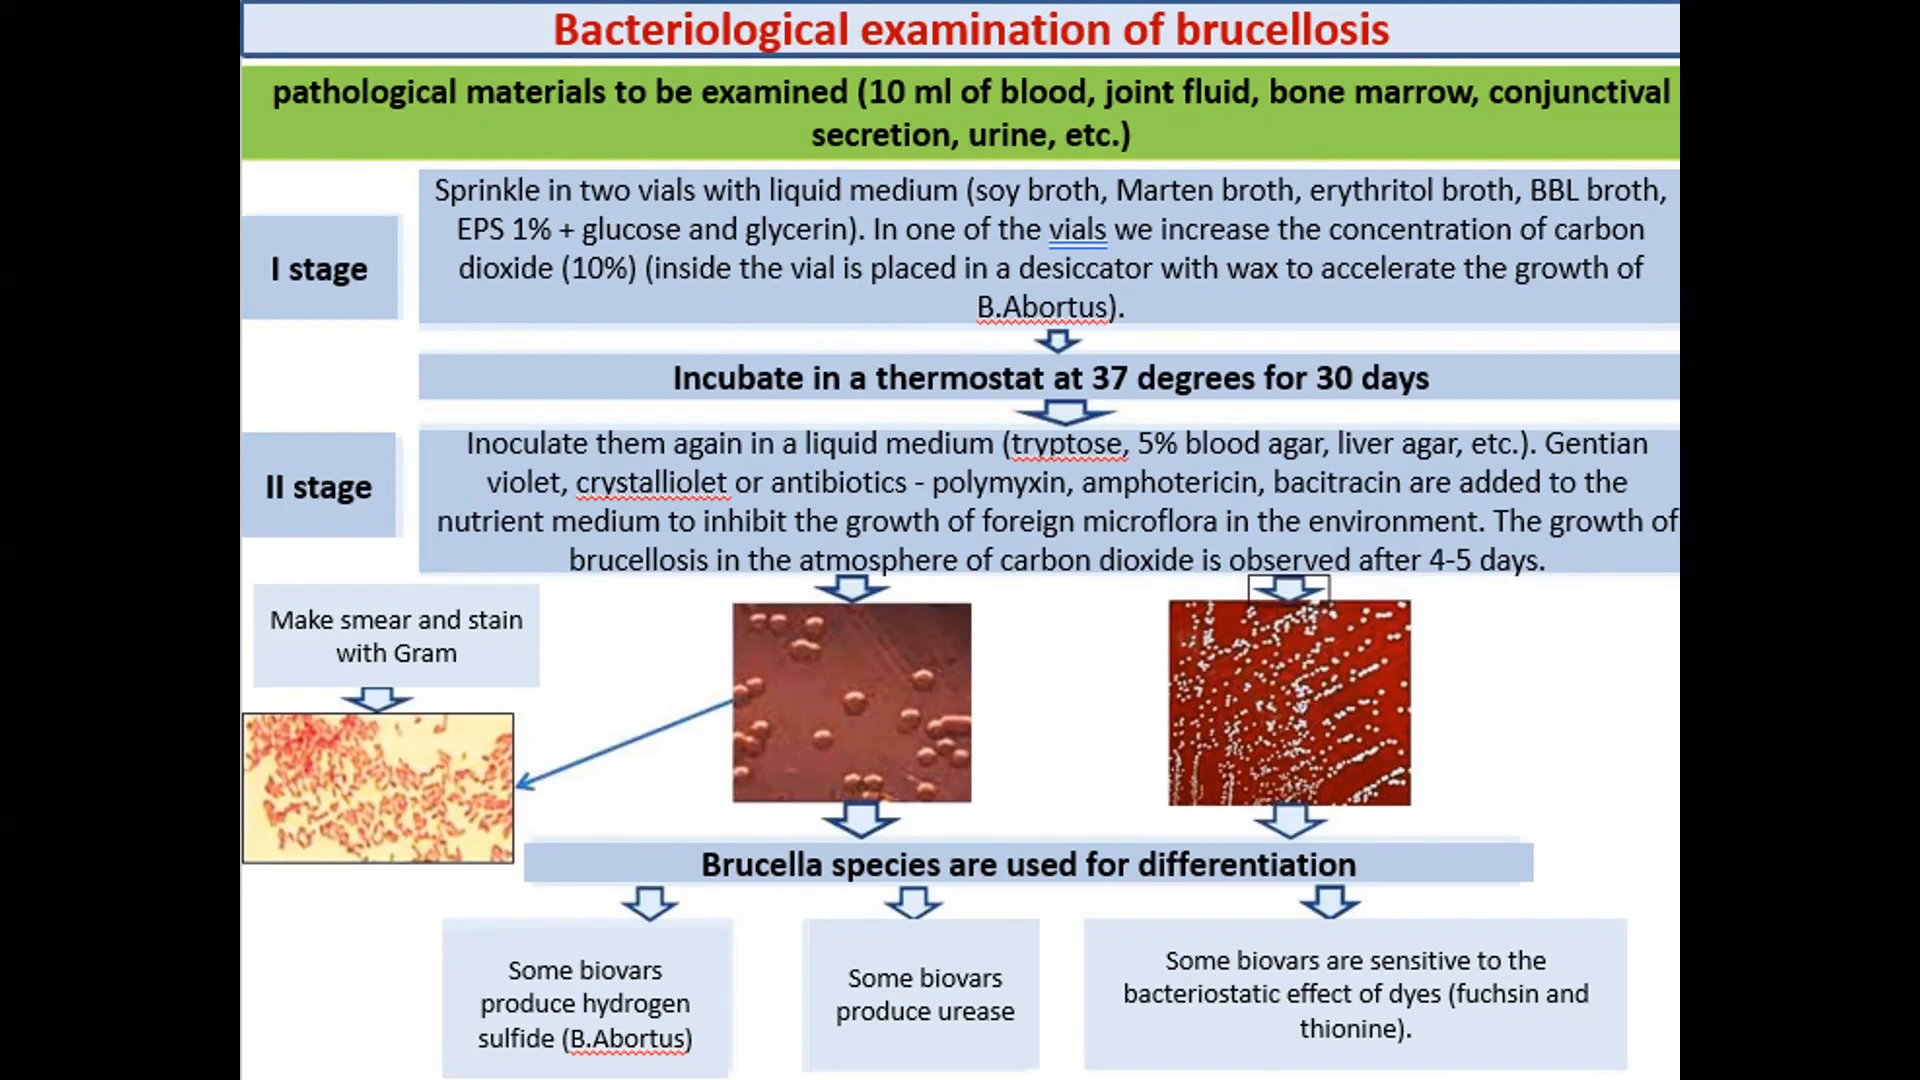 Bacteriological examination of brucellosis
pathological materials to be examined (10 ml of blood, joint fluid, bone marrow, conjunctival
secretion, urine, etc.)
I stage
Sprinkle in two vials with liquid medium (soy broth, Marten broth, erythritol broth, BBL broth,
EPS 1% + glucose and glycerin). In one of the vials we increase the concentration of carbon
dioxide (10%) (inside the vial is placed in a desiccator with wax to accelerate the growth of
B.Abortus).
Incubate in a thermostat at 37 degrees for 30 days
II stage
Inoculate them again in a liquid medium (tryptose, 5% blood agar, liver agar, etc.). Gentian
violet, crystalliolet or antibiotics - polymyxin, amphotericin, bacitracin are added to the
nutrient medium to inhibit the growth of foreign microflora in the environment. The growth of
brucellosis in the atmosphere of carbon dioxide is observed after 4-5 days.
Make smear and stain
with Gram
Brucella species are used for differentiation
Some biovars
produce hydrogen
sulfide (B.Abortus)
Some biovars
produce urease
Some biovars are sensitive to the
bacteriostatic effect of dyes (fuchsin and
thionine).